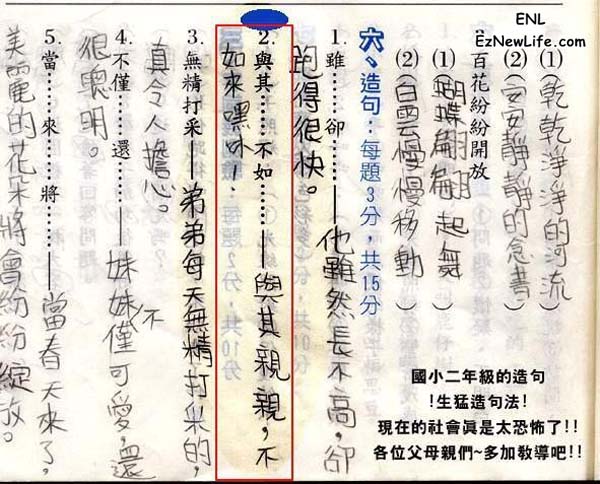 ENL
EzNewLife.com
(1)(乾乾淨淨的河流)
(2)(安安靜靜的念書)
2.百花紛紛開放
(1)(蝴蝶翩翩起舞)
(2)(白雲慢慢移動)
六、造句:每題3分,共15分
1.雖……卻……——他雖然長不高,卻
跑得很快。
2.與其……不如……——與其親親,不
如來嘿咻!
3.無精打采——弟弟每天無精打采的,
真令人擔心。
4.不僅……還……——妹妹不僅可愛,還
很聰明。
5.當……來……將……——當春天來了,
美麗的花朵將會紛紛綻放。
國小二年級的造句
!生猛造句法!
現在的社會真是太恐怖了!!
各位父母親們~多加教導吧!!